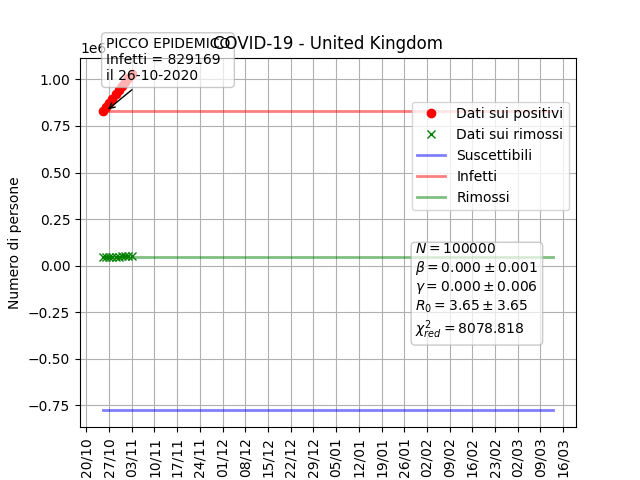 COVID-19 - United Kingdom
1e6
PICCO EPIDEMICO
Infetti = 829169
il 26-10-2020
Numero di persone
1.00
0.75
0.50
0.25
0.00
−0.25
−0.50
−0.75
Dati sui positivi
Dati sui rimossi
Suscettibili
Infetti
Rimossi
N = 100000
β = 0.000 ± 0.001
γ = 0.000 ± 0.006
R₀ = 3.65 ± 3.65
χ²_red = 8078.818
20/10 27/10 03/11 10/11 17/11 24/11 01/12 08/12 15/12 22/12 29/12 05/01 12/01 19/01 26/01 02/02 09/02 16/02 23/02 02/03 09/03 16/03